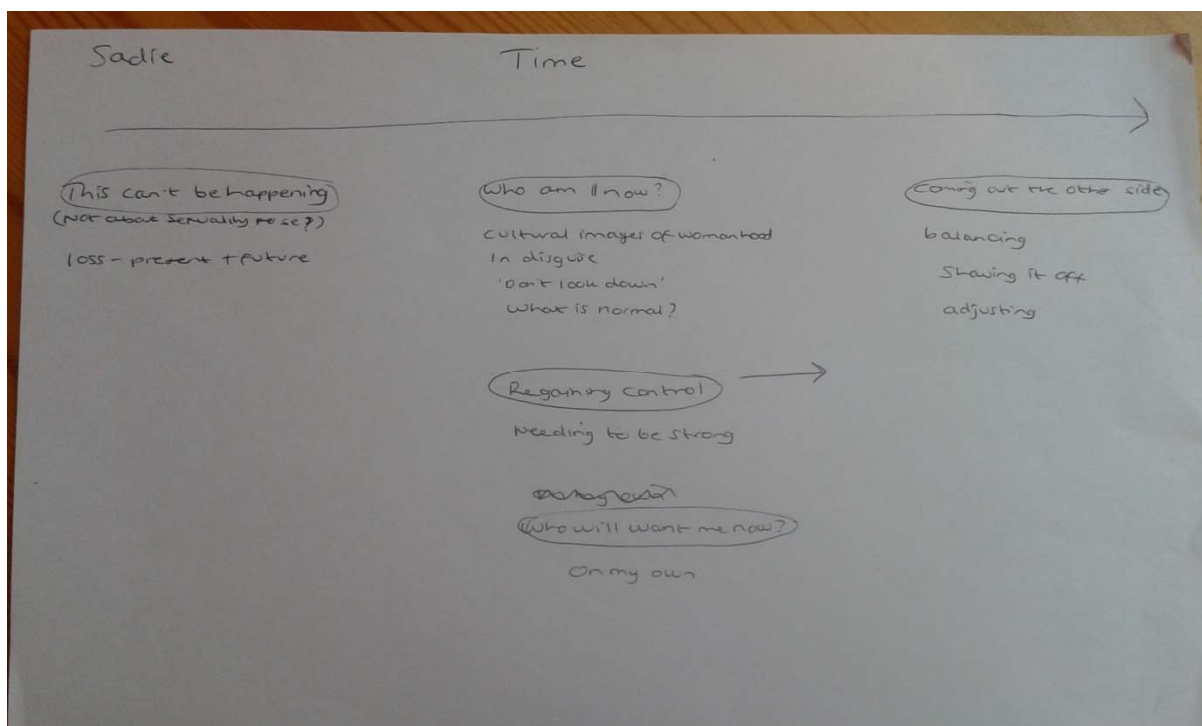 Sadie
Time
This can't be happening
(Not about sexuality per se?)
loss - present + future
Who am I now?
cultural images of womanhood
In disguise
'Don't look down'
What is normal?
Regaining control
Needing to be strong
Who will want me now?
On my own
Coming out the other side
balancing
Showing it off
adjusting